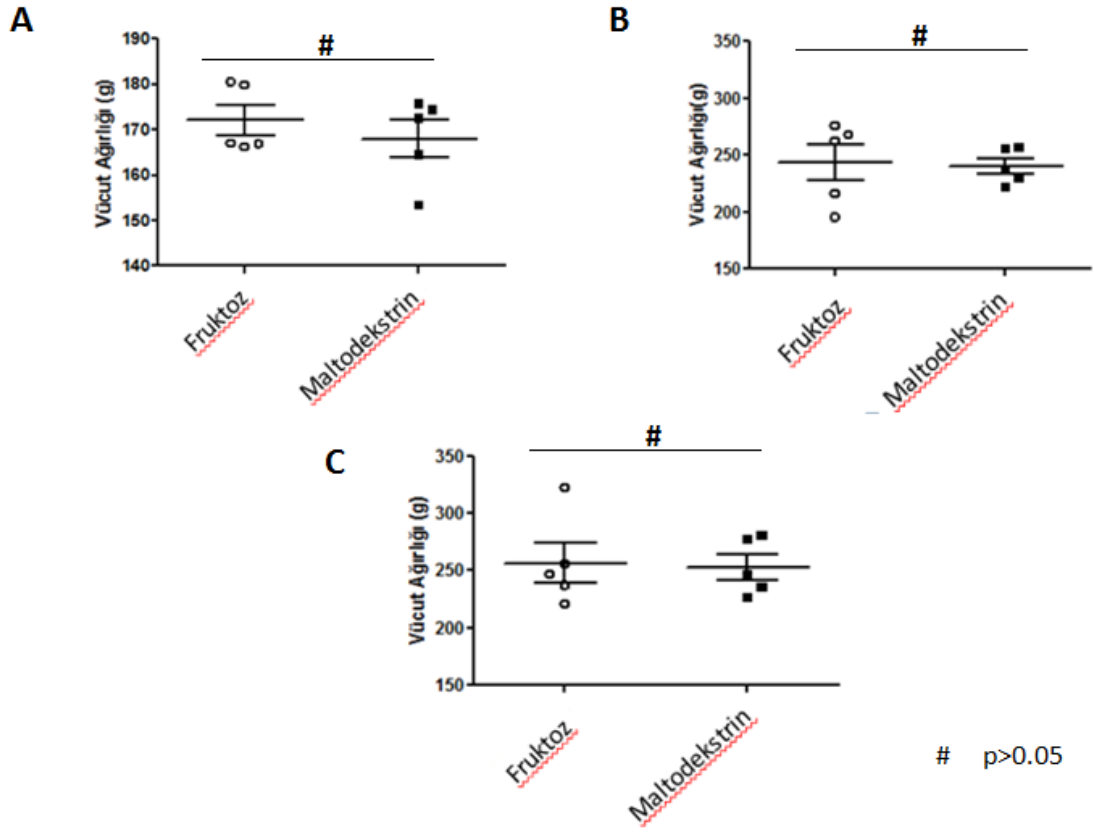 A
#
190
180
170
160
150
140
Vücut Ağırlığı (g)
Fruktoz
Maltodekstrin
B
#
350
300
250
200
150
Vücut Ağırlığı(g)
Fruktoz
Maltodekstrin
C
#
350
300
250
200
150
Vücut Ağırlığı (g)
Fruktoz
Maltodekstrin
# p>0.05